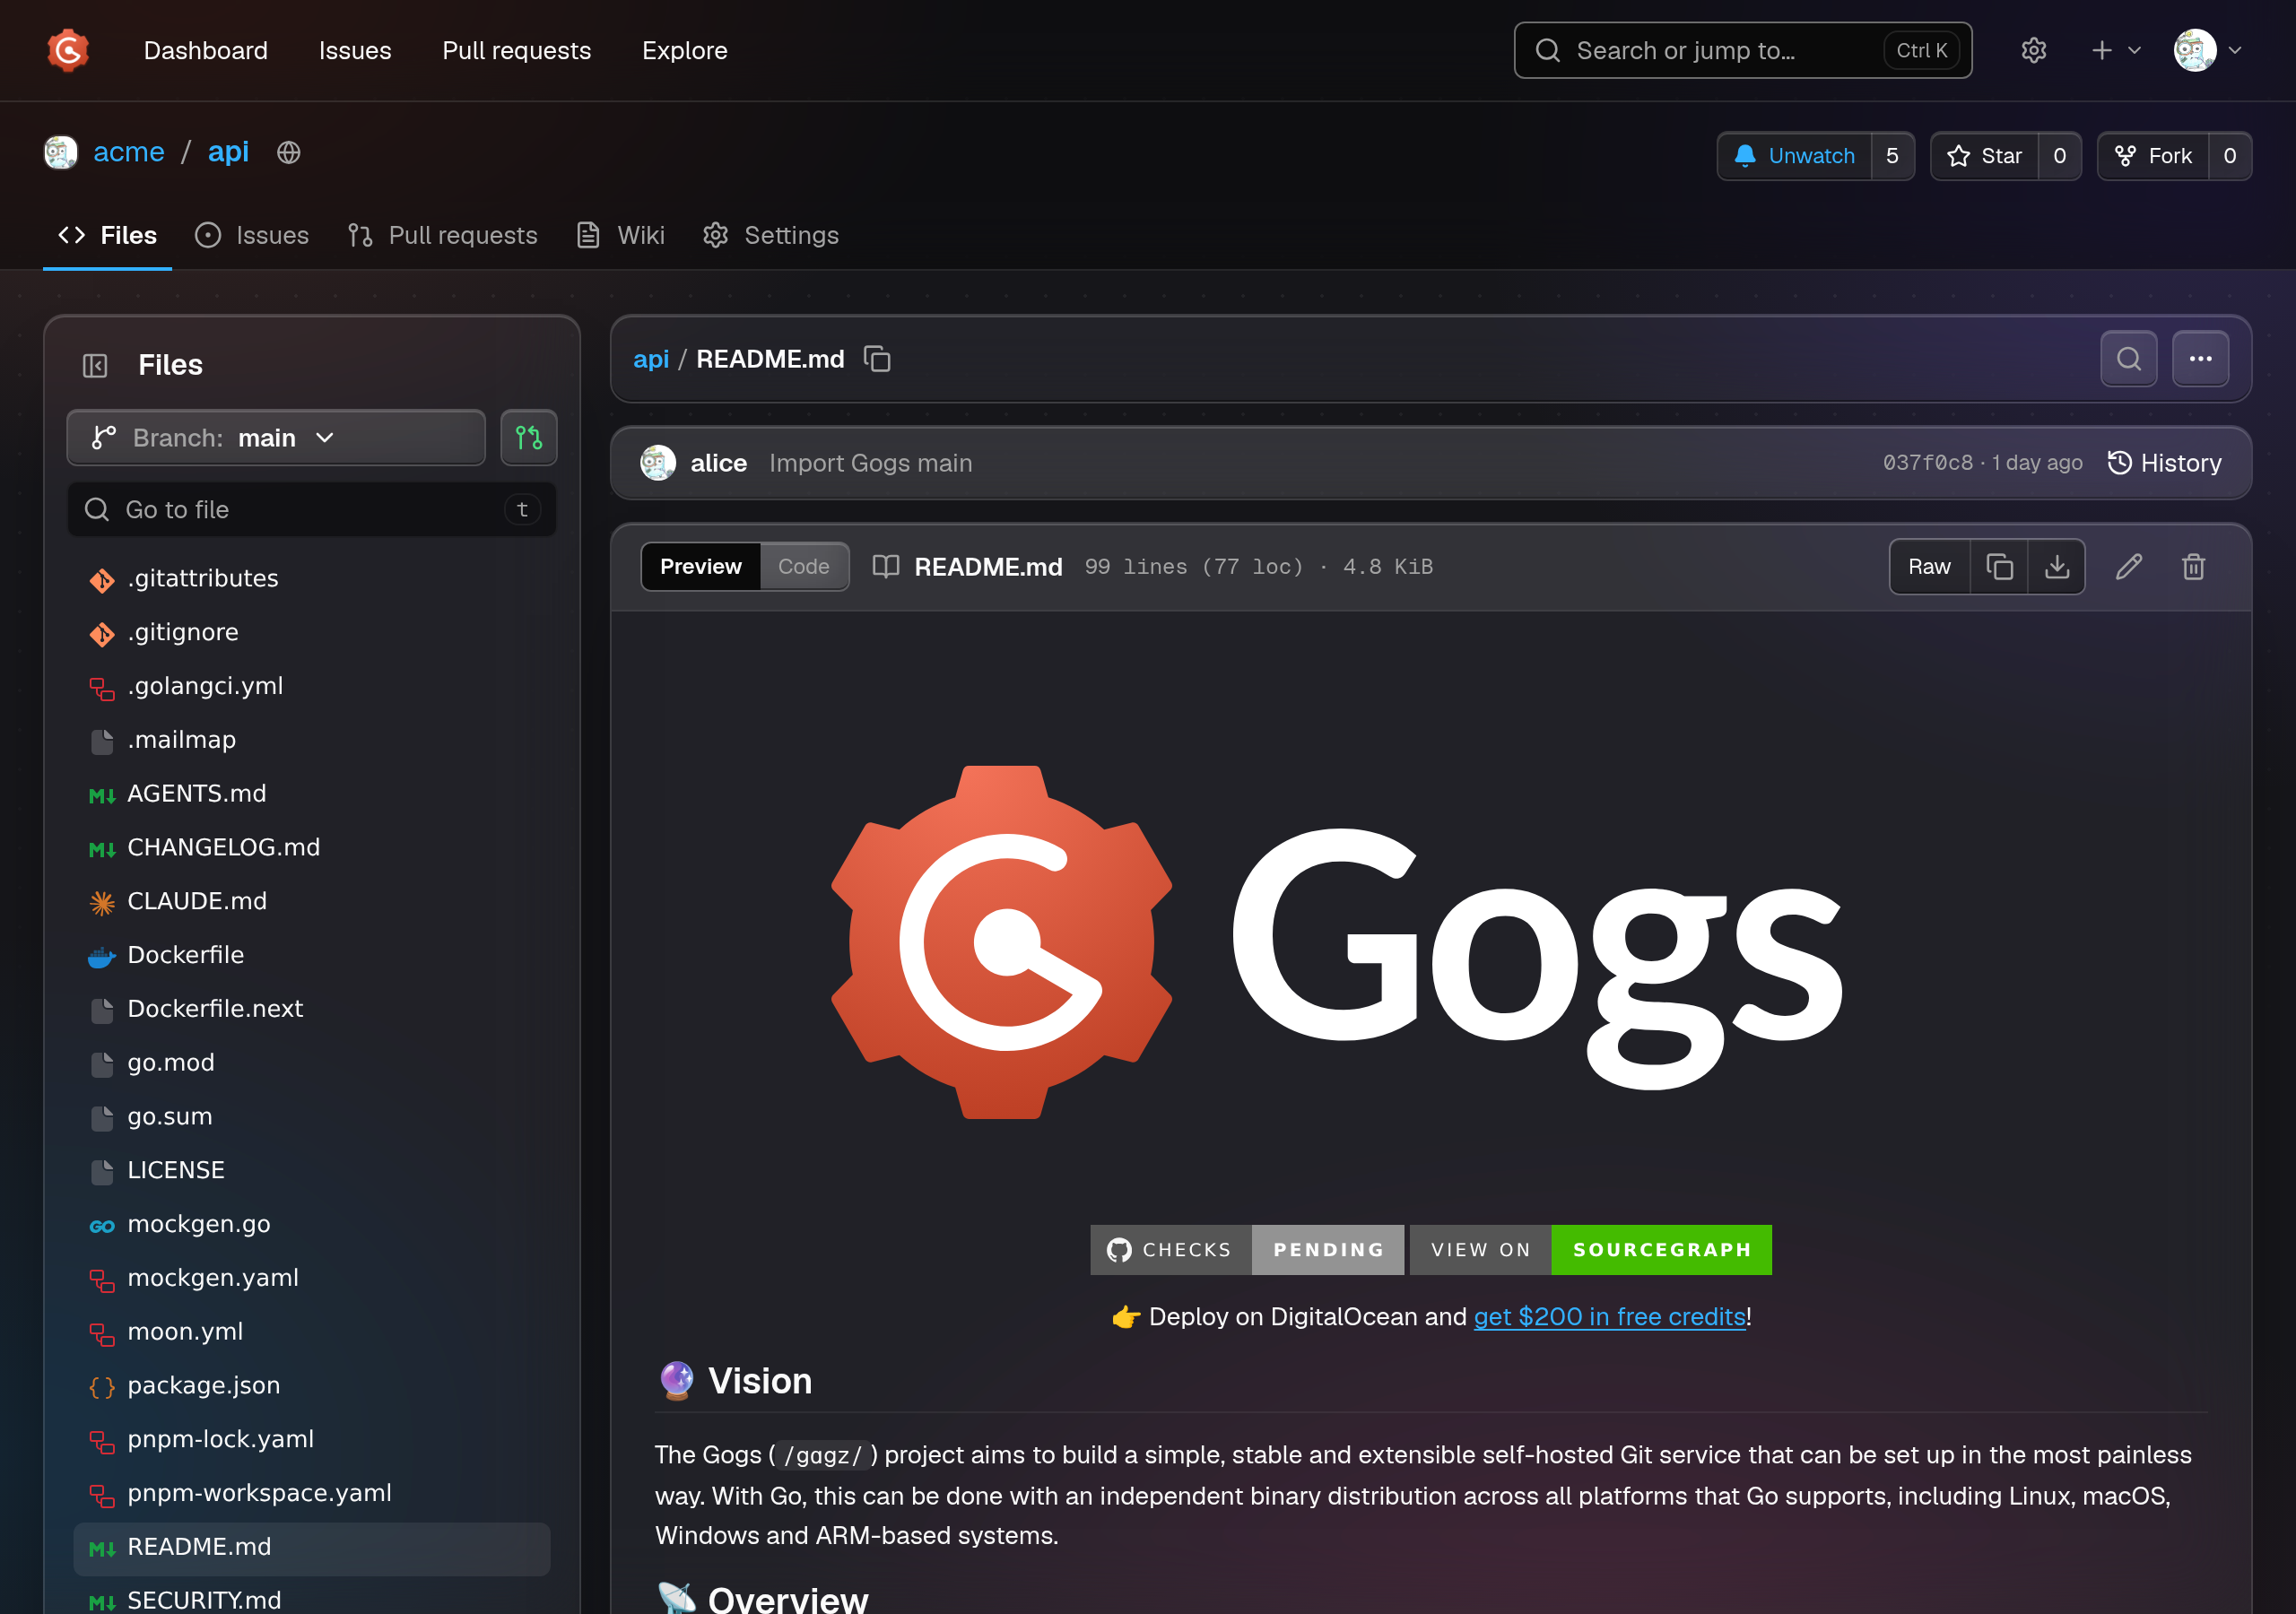 Dashboard Issues Pull requests Explore Search or jump to... Ctrl K
acme / api Unwatch 5 Star 0 Fork 0
Files Issues Pull requests Wiki Settings
Files
Branch: main
Go to file t
.gitattributes
.gitignore
.golangci.yml
.mailmap
AGENTS.md
CHANGELOG.md
CLAUDE.md
Dockerfile
Dockerfile.next
go.mod
go.sum
LICENSE
mockgen.go
mockgen.yaml
moon.yml
package.json
pnpm-lock.yaml
pnpm-workspace.yaml
README.md
SECURITY.md
api / README.md
alice Import Gogs main 037f0c8 · 1 day ago History
Preview Code README.md 99 lines (77 loc) · 4.8 KiB Raw
Gogs
CHECKS PENDING VIEW ON SOURCEGRAPH
👉 Deploy on DigitalOcean and get $200 in free credits!
🔮 Vision
The Gogs (/gɑgz/) project aims to build a simple, stable and extensible self-hosted Git service that can be set up in the most painless
way. With Go, this can be done with an independent binary distribution across all platforms that Go supports, including Linux, macOS,
Windows and ARM-based systems.
📡 Overview